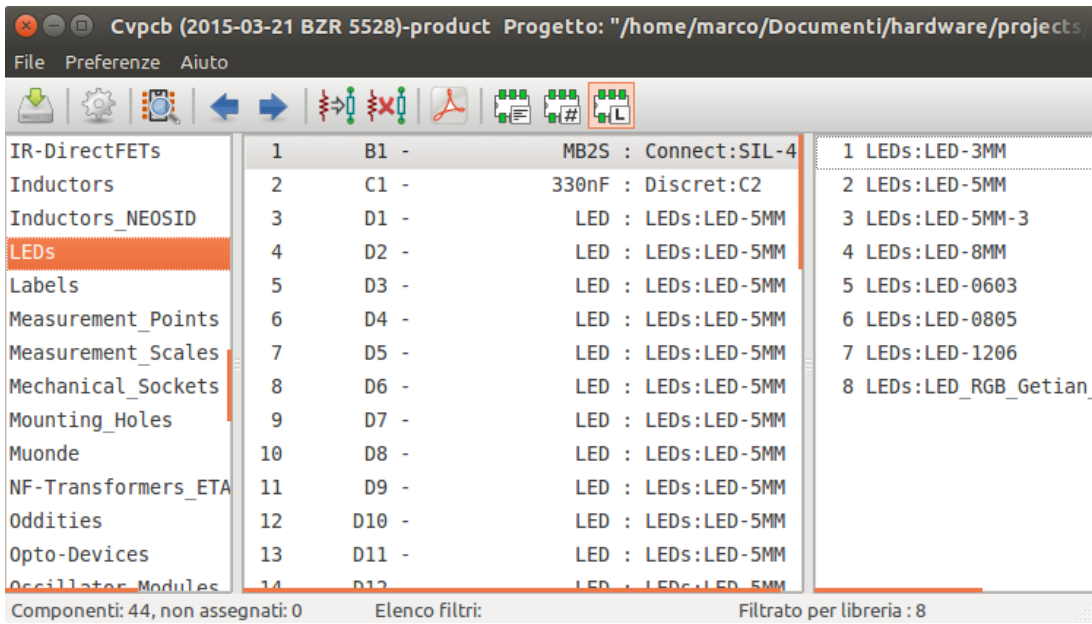 Cvpcb (2015-03-21 BZR 5528)-product Progetto: "/home/marco/Documenti/hardware/projects/
File Preferenze Aiuto
IR-DirectFETs
Inductors
Inductors_NEOSID
LEDs
Labels
Measurement_Points
Measurement_Scales
Mechanical_Sockets
Mounting_Holes
Muonde
NF-Transformers_ETA
Oddities
Opto-Devices
Oscillator-Modules
1 B1 - MB2S : Connect:SIL-4
2 C1 - 330nF : Discret:C2
3 D1 - LED : LEDs:LED-5MM
4 D2 - LED : LEDs:LED-5MM
5 D3 - LED : LEDs:LED-5MM
6 D4 - LED : LEDs:LED-5MM
7 D5 - LED : LEDs:LED-5MM
8 D6 - LED : LEDs:LED-5MM
9 D7 - LED : LEDs:LED-5MM
10 D8 - LED : LEDs:LED-5MM
11 D9 - LED : LEDs:LED-5MM
12 D10 - LED : LEDs:LED-5MM
13 D11 - LED : LEDs:LED-5MM
14 D12 - LED : LEDs:LED-5MM
1 LEDs:LED-3MM
2 LEDs:LED-5MM
3 LEDs:LED-5MM-3
4 LEDs:LED-8MM
5 LEDs:LED-0603
6 LEDs:LED-0805
7 LEDs:LED-1206
8 LEDs:LED_RGB_Getian_
Componenti: 44, non assegnati: 0 Elenco filtri: Filtrato per libreria : 8